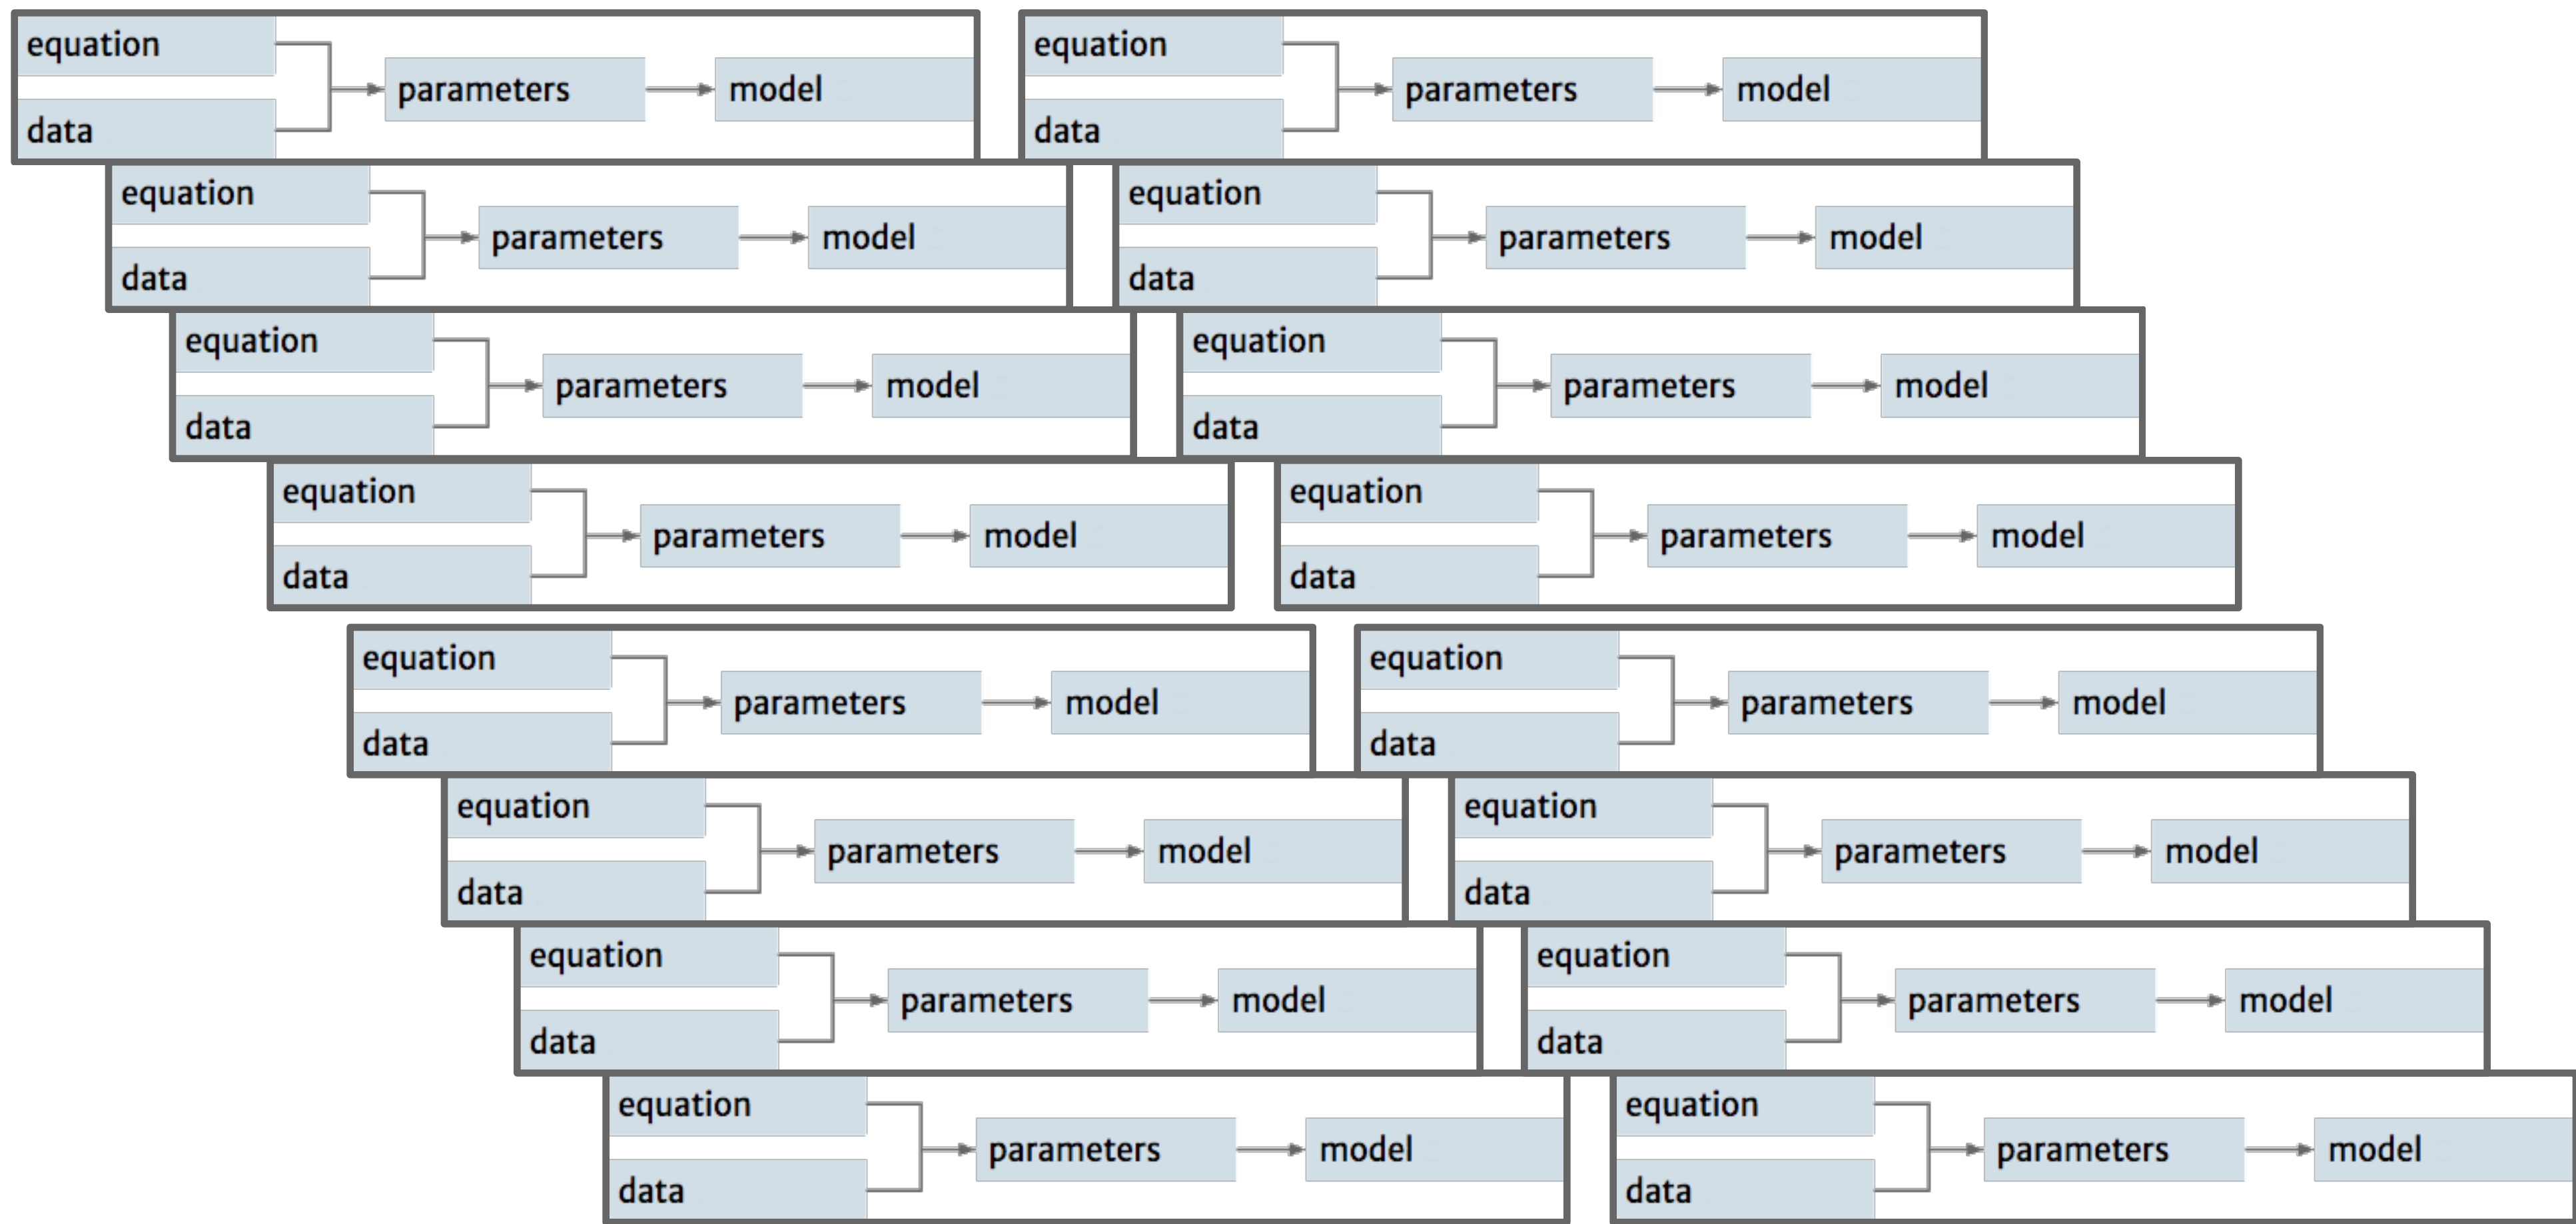 equation
parameters model
data
equation
parameters model
data
equation
parameters model
data
equation
parameters model
data
equation
parameters model
data
equation
parameters model
data
equation
parameters model
data
equation
parameters model
data
equation
parameters model
data
equation
parameters model
data
equation
parameters model
data
equation
parameters model
data
equation
parameters model
data
equation
parameters model
data
equation
parameters model
data
equation
parameters model
data